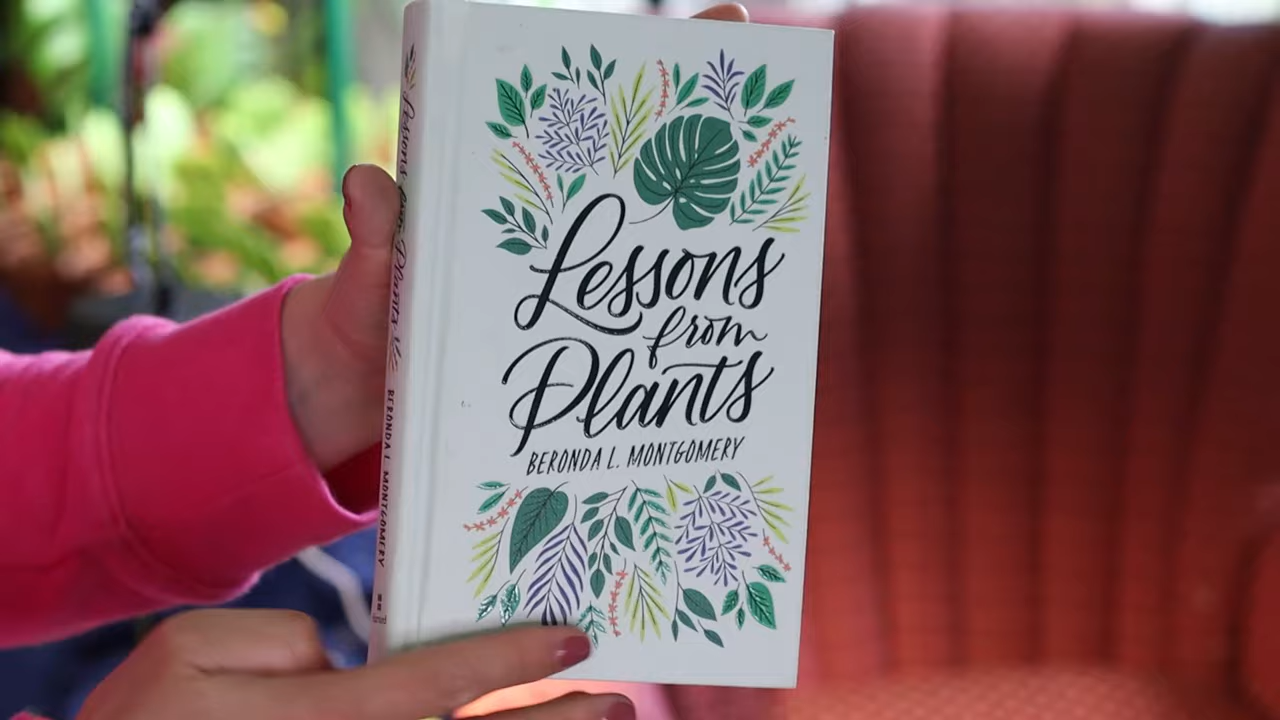 Lessons
from
Plants
BERONDA L. MONTGOMERY
Lessons from Plants
BERONDA L. MONTGOMERY